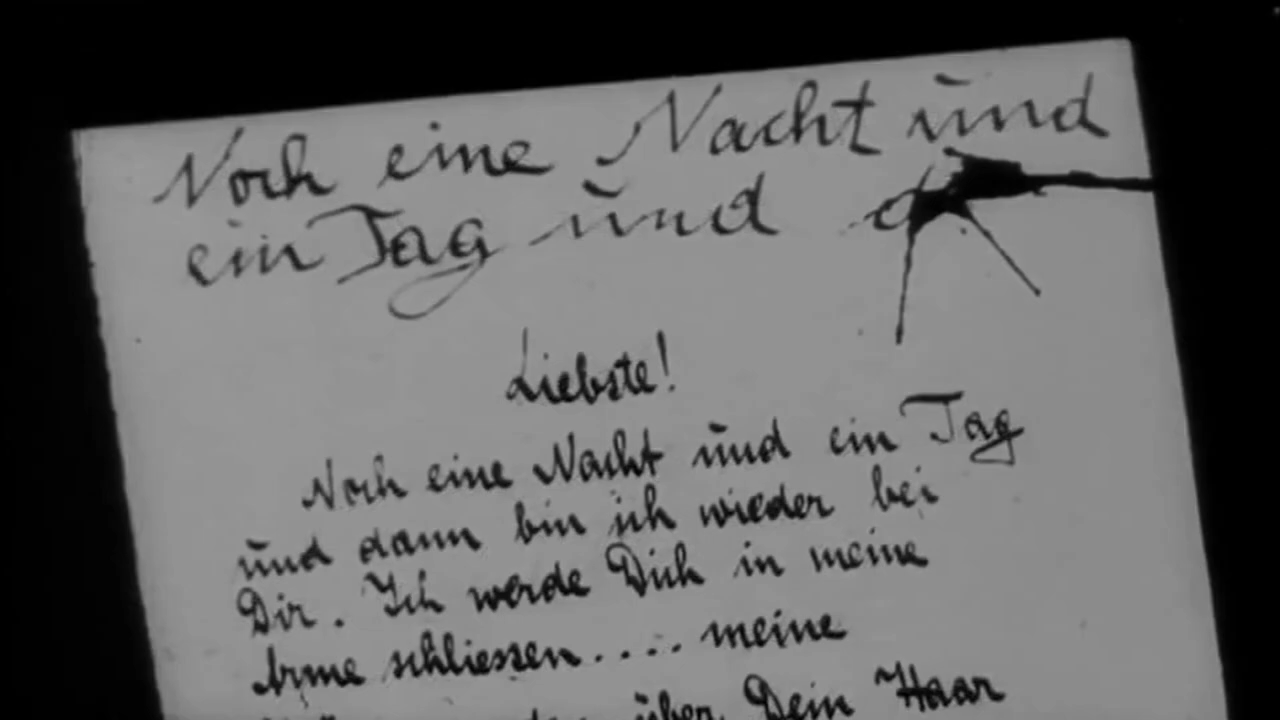 Noch eine Nacht und
ein Tag und d
Liebste!
Noch eine Nacht und ein Tag
und dann bin ich wieder bei
Dir. Ich werde Dich in meine
Arme schliessen.... meine
über Dein Haar